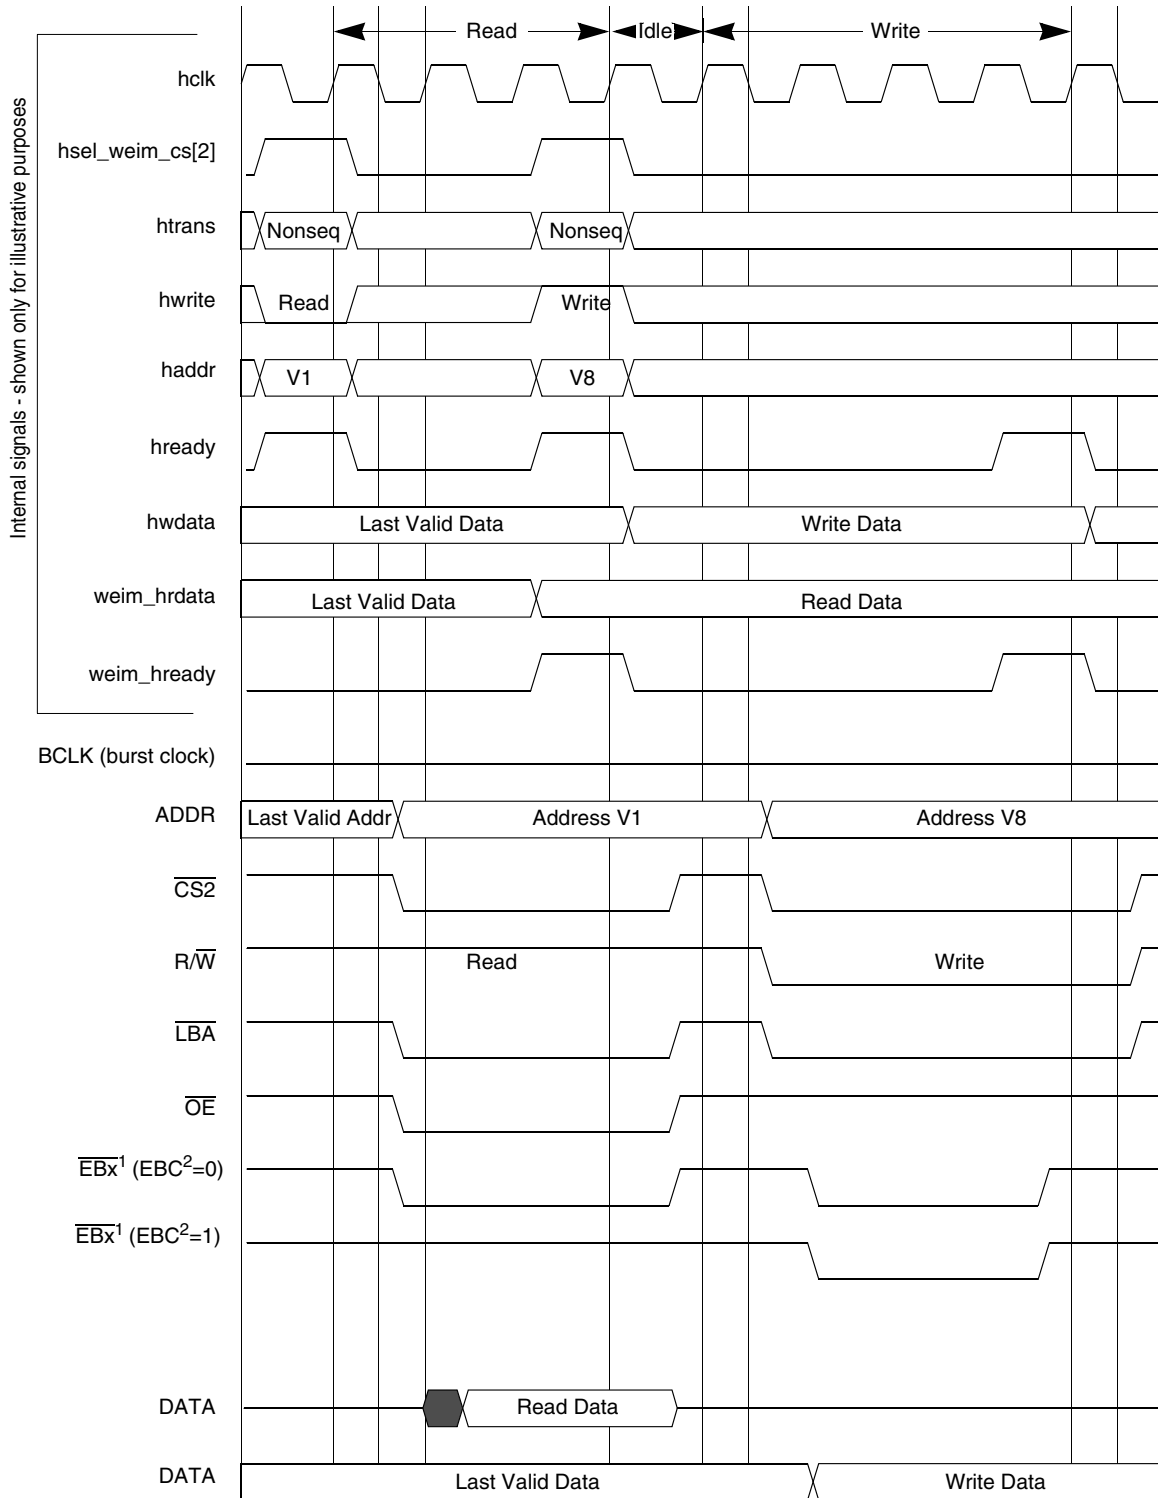 Read Idle Write
Internal signals - shown only for illustrative purposes
hclk
hsel_weim_cs[2]
htrans Nonseq Nonseq
hwrite Read Write
haddr V1 V8
hready
hwdata Last Valid Data Write Data
weim_hrdata Last Valid Data Read Data
weim_hready
BCLK (burst clock)
ADDR Last Valid Addr Address V1 Address V8
CS2
R/W Read Write
LBA
OE
EBx1 (EBC2=0)
EBx1 (EBC2=1)
DATA Read Data
DATA Last Valid Data Write Data